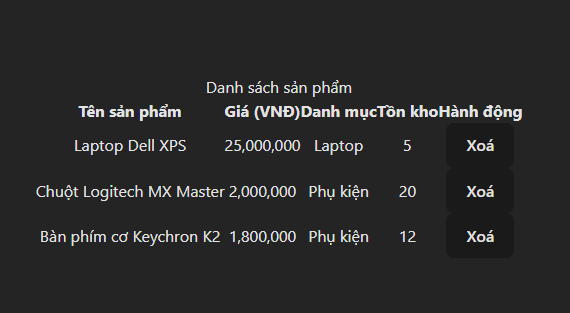 Danh sách sản phẩm
Tên sản phẩm Giá (VNĐ) Danh mục Tồn kho Hành động
Laptop Dell XPS 25,000,000 Laptop 5 Xoá
Chuột Logitech MX Master 2,000,000 Phụ kiện 20 Xoá
Bàn phím cơ Keychron K2 1,800,000 Phụ kiện 12 Xoá